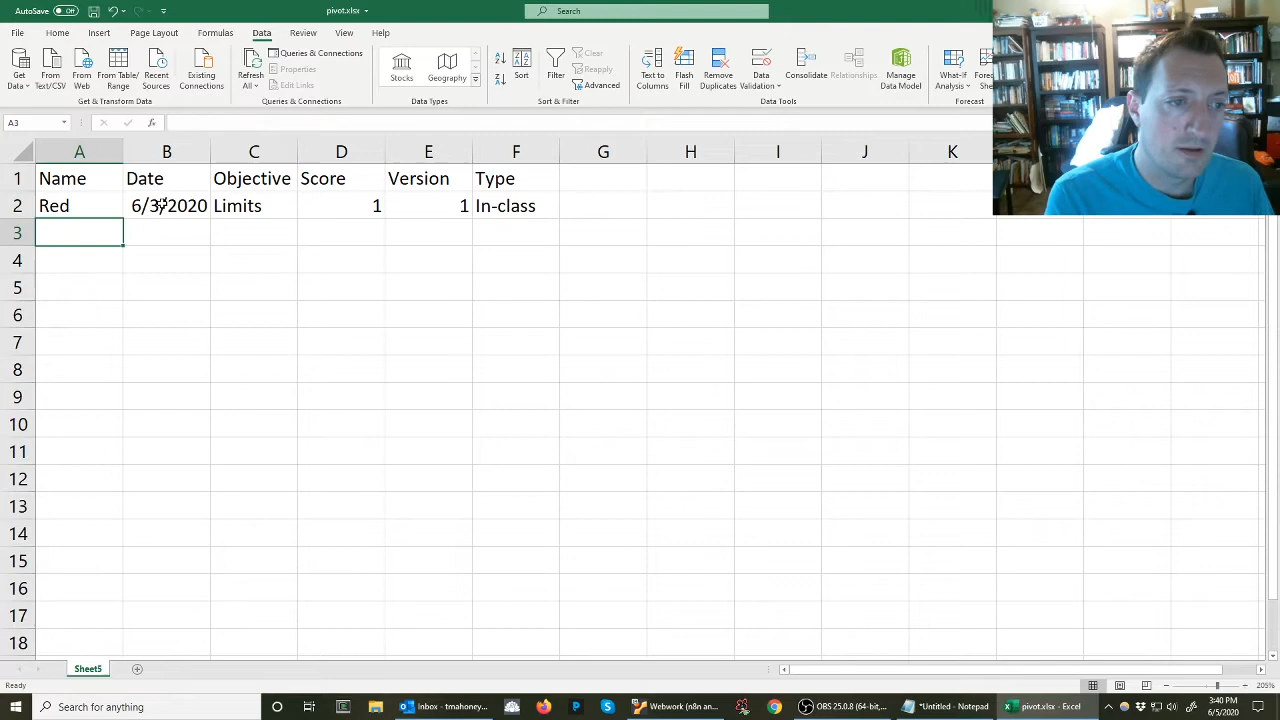 AutoSave Off pivot.xlsx Search
File Home Insert Page Layout Formulas Data Review View Help
Get Data From Text/CSV From Web From Table/ Range Recent Sources Existing Connections
Get & Transform Data
Refresh All Queries & Connections Properties Edit Links
Queries & Connections
Stocks Geography
Data Types
Sort Filter Clear Reapply Advanced
Sort & Filter
Text to Columns Flash Fill Remove Duplicates Data Validation Consolidate Relationships Manage Data Model
Data Tools
What-If Analysis
Forecast
A3 fx
A B C D E F G H I J K
1 Name Date Objective Score Version Type
2 Red 6/3/2020 Limits 1 1 In-class
3
4
5
6
7
8
9
10
11
12
13
14
15
16
17
18
Sheet5
Ready 205%
Search for anything Inbox - tmahoney... Webwork (n8n an... OBS 25.0.8 (64-bit,... *Untitled - Notepad pivot.xlsx - Excel 3:40 PM
6/5/2020